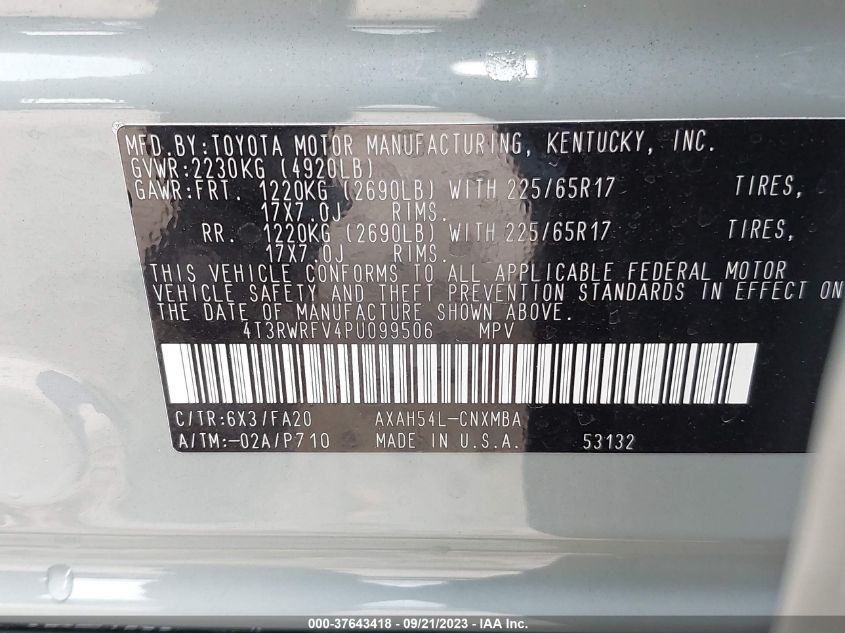 MFD.BY:TOYOTA MOTOR MANUFACTURING, KENTUCKY, INC.
GVWR:2230KG (4920LB)
GAWR:FRT. 1220KG (2690LB) WITH 225/65R17 TIRES,
17X7.0J RIMS.
RR. 1220KG (2690LB) WITH 225/65R17 TIRES,
17X7.0J RIMS.
THIS VEHICLE CONFORMS TO ALL APPLICABLE FEDERAL MOTOR
VEHICLE SAFETY AND THEFT PREVENTION STANDARDS IN EFFECT ON
THE DATE OF MANUFACTURE SHOWN ABOVE.
4T3RWRFV4PU099506 MPV
C/TR:6X3/FA20 AXAH54L-CNXMBA
A/TM:-02A/P710 MADE IN U.S.A. 53132
000-37643418 - 09/21/2023 - IAA Inc.